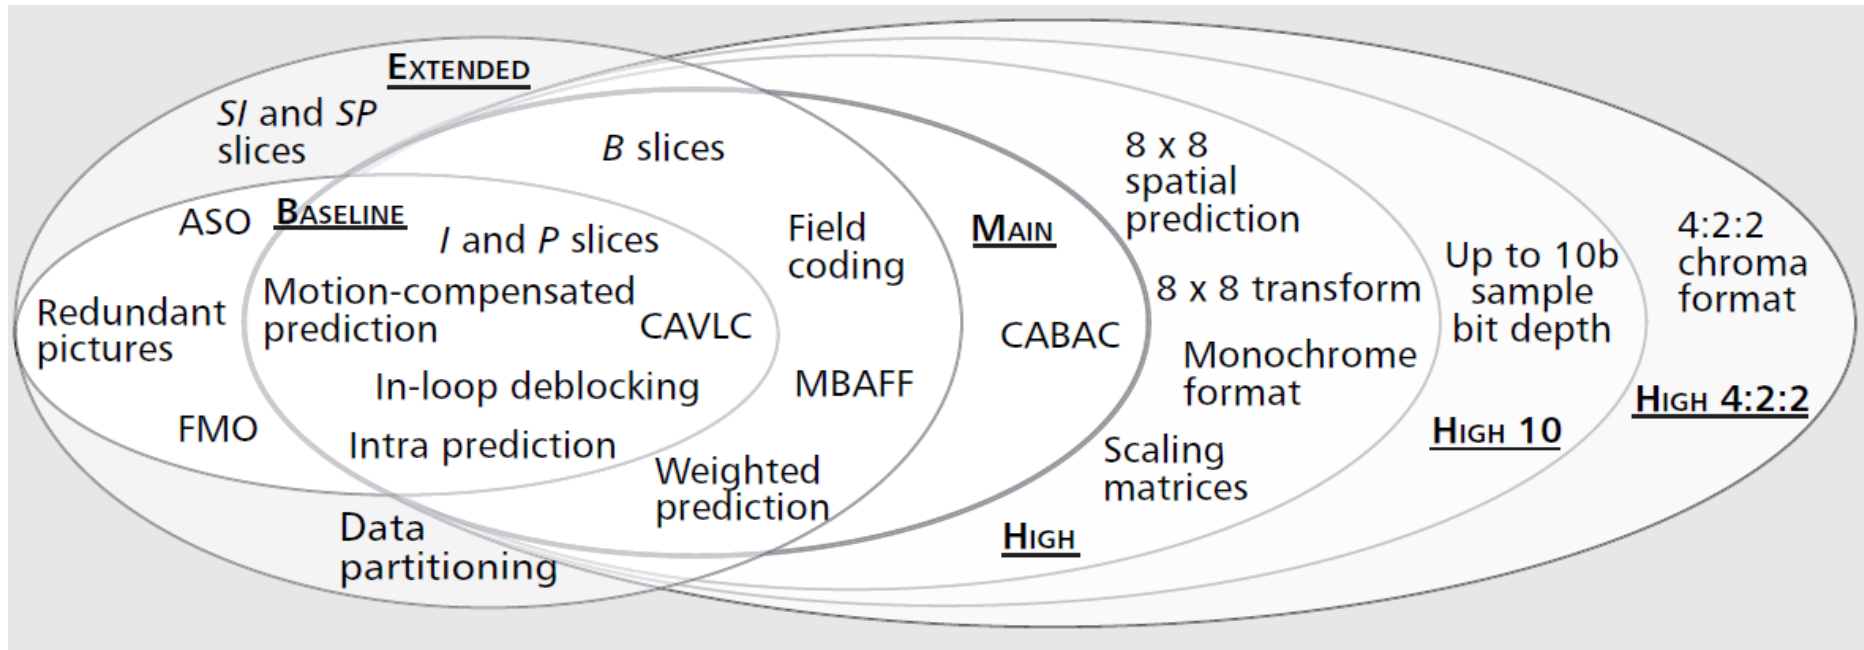 EXTENDED
SI and SP
slices
B slices
ASO
BASELINE
I and P slices
Motion-compensated
prediction
CAVLC
Redundant
pictures
In-loop deblocking
FMO
Intra prediction
Data
partitioning
Field
coding
MBAFF
Weighted
prediction
MAIN
CABAC
8 x 8
spatial
prediction
8 x 8 transform
Monochrome
format
Scaling
matrices
HIGH
Up to 10b
sample
bit depth
HIGH 10
4:2:2
chroma
format
HIGH 4:2:2